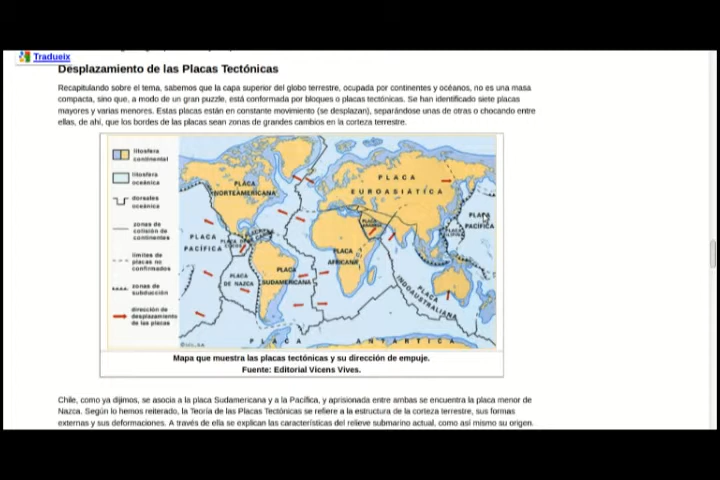 Tradueix
Desplazamiento de las Placas Tectónicas
Recapitulando sobre el tema, sabemos que la capa superior del globo terrestre, ocupada por continentes y océanos, no es una masa
compacta, sino que, a modo de un gran puzzle, está conformada por bloques o placas tectónicas. Se han identificado siete placas
mayores y varias menores. Estas placas están en constante movimiento (se desplazan), separándose unas de otras o chocando entre
ellas, de ahí, que los bordes de las placas sean zonas de grandes cambios en la corteza terrestre.
litosfera
continental
litosfera
oceánica
dorsales
oceánica
zonas de
colisión de
continentes
límites de
placas no
confirmados
zonas de
subducción
dirección de
desplazamiento
de las placas
PLACA
NORTEAMERICANA
PLACA
EUROASIÁTICA
PLACA
PACÍFICA
PLACA
PACÍFICA
PLACA
DE NAZCA
PLACA
SUDAMERICANA
PLACA
AFRICANA
PLACA
INDOAUSTRALIANA
PLACA ANTÁRTICA
Mapa que muestra las placas tectónicas y su dirección de empuje.
Fuente: Editorial Vicens Vives.
Chile, como ya dijimos, se asocia a la placa Sudamericana y a la Pacífica, y aprisionada entre ambas se encuentra la placa menor de
Nazca. Según lo hemos reiterado, la Teoría de las Placas Tectónicas se refiere a la estructura de la corteza terrestre, sus formas
externas y sus deformaciones. A través de ella se explican las características del relieve submarino actual, como así mismo su origen.